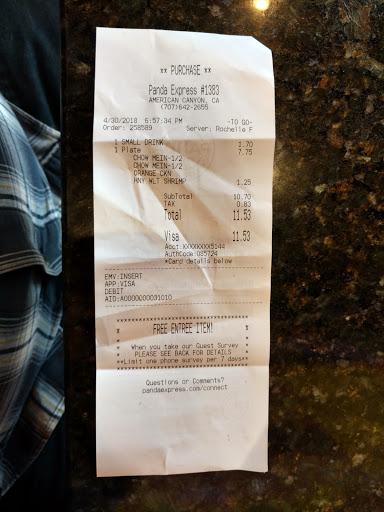 ** PURCHASE **
Panda Express #1383
AMERICAN CANYON, CA
(707)642-2655
4/30/2018 6:57:34 PM -TO GO-
Order: 258589 Server: Rochelle F
1 SMALL DRINK 1.70
1 Plate 7.75
CHOW MEIN-1/2
CHOW MEIN-1/2
ORANGE CKN
HNY WLT SHRIMP 1.25
SubTotal 10.70
TAX 0.83
Total 11.53
Visa 11.53
Acct:XXXXXXXX5144
AuthCode:085724
*Card details below
EMV:INSERT
APP:VISA
DEBIT
AID:A0000000031010
FREE ENTREE ITEM!
When you take our Guest Survey
PLEASE SEE BACK FOR DETAILS
**Limit one phone survey per 7 days**
Questions or Comments?
pandaexpress.com/connect